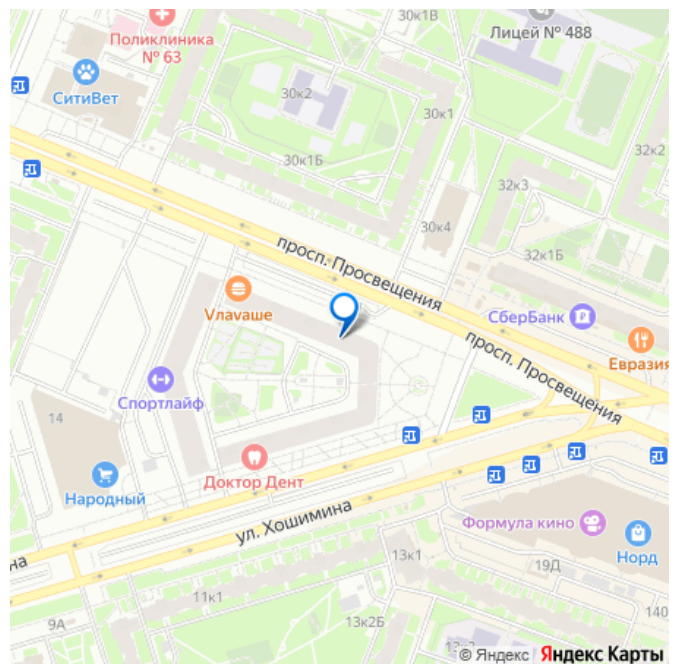 30к1В
Лицей № 488
Поликлиника
№ 63
СитиВет
30к2
30к1
30к1Б
32к2
32к3
30к4
32к1Б
просп. Просвещения
Vлаваше
СберБанк
Евразия
просп. Просвещения
Спортлайф
14
Доктор Дент
Народный
ул. Хошимина
Формула кино
Норд
на
13к1
19Д
11к1
140
9А
13к2Б
© Яндекс Яндекс Карты